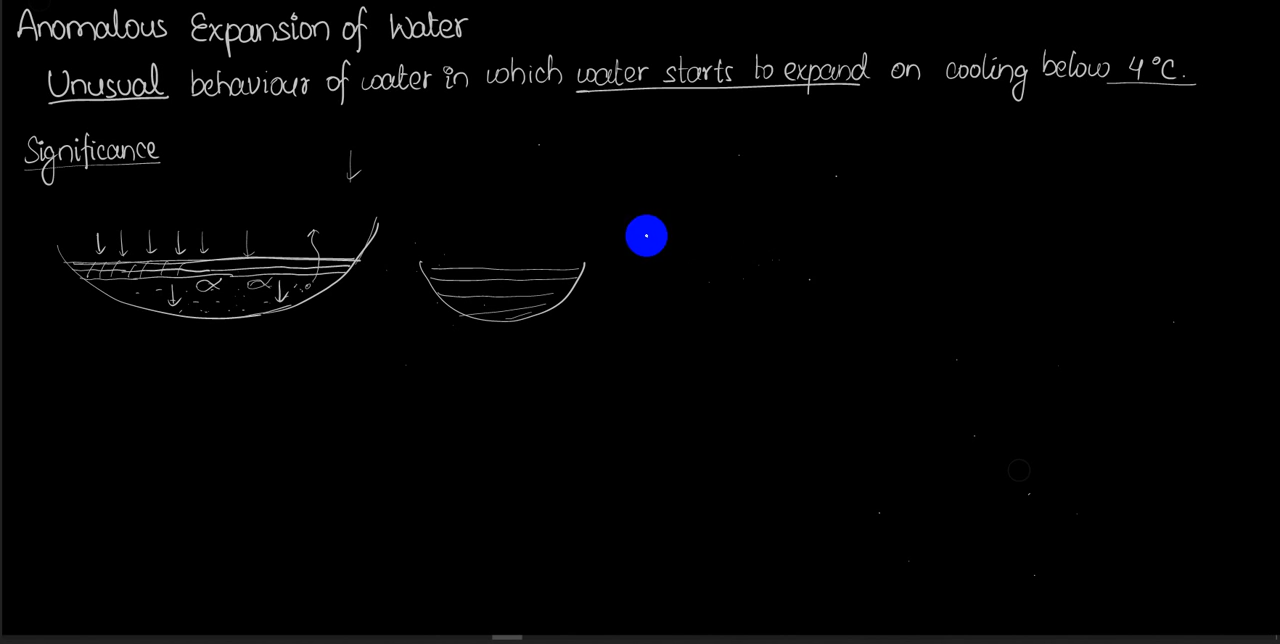 Anomalous Expansion of Water
Unusual behaviour of water in which water starts to expand on cooling below 4°C.
Significance